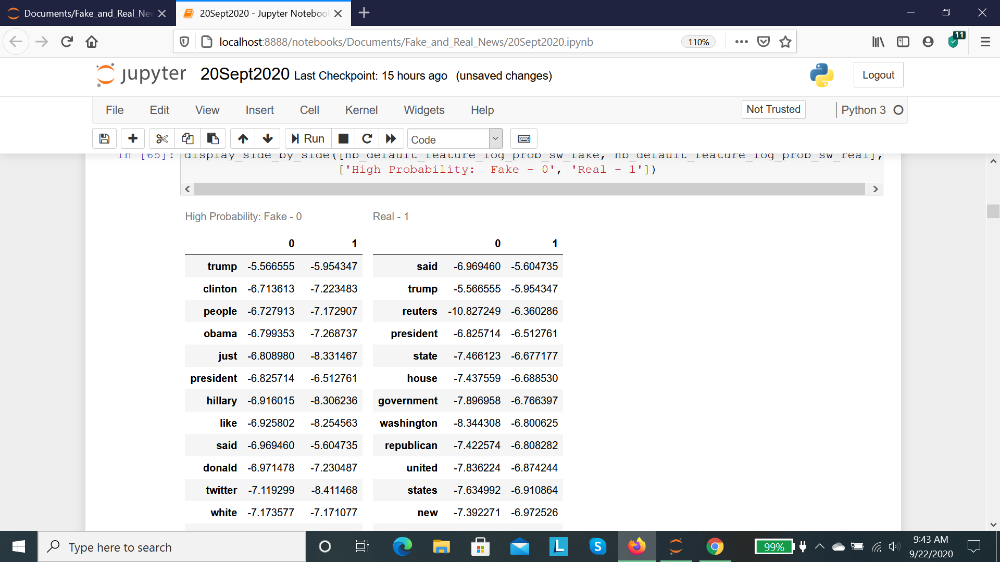 Documents/Fake_and_Real_Nev
20Sept2020 - Jupyter Noteboo
localhost:8888/notebooks/Documents/Fake_and_Real_News/20Sept2020.ipynb
110%
11
jupyter 20Sept2020 Last Checkpoint: 15 hours ago (unsaved changes)
Logout
File Edit View Insert Cell Kernel Widgets Help
Not Trusted
Python 3
Run
Code
In [65]: display_side_by_side([nb_default_feature_log_prob_sw_fake, nb_default_feature_log_prob_sw_real],
['High Probability:  Fake - 0', 'Real - 1'])
High Probability: Fake - 0
0 1
trump -5.566555 -5.954347
clinton -6.713613 -7.223483
people -6.727913 -7.172907
obama -6.799353 -7.268737
just -6.808980 -8.331467
president -6.825714 -6.512761
hillary -6.916015 -8.306236
like -6.925802 -8.254563
said -6.969460 -5.604735
donald -6.971478 -7.230487
twitter -7.119299 -8.411468
white -7.173577 -7.171077
Real - 1
0 1
said -6.969460 -5.604735
trump -5.566555 -5.954347
reuters -10.827249 -6.360286
president -6.825714 -6.512761
state -7.466123 -6.677177
house -7.437559 -6.688530
government -7.896958 -6.766397
washington -8.344308 -6.800625
republican -7.422574 -6.808282
united -7.836224 -6.874244
states -7.634992 -6.910864
new -7.392271 -6.972526
Type here to search
L
S
99%
9:43 AM
9/22/2020